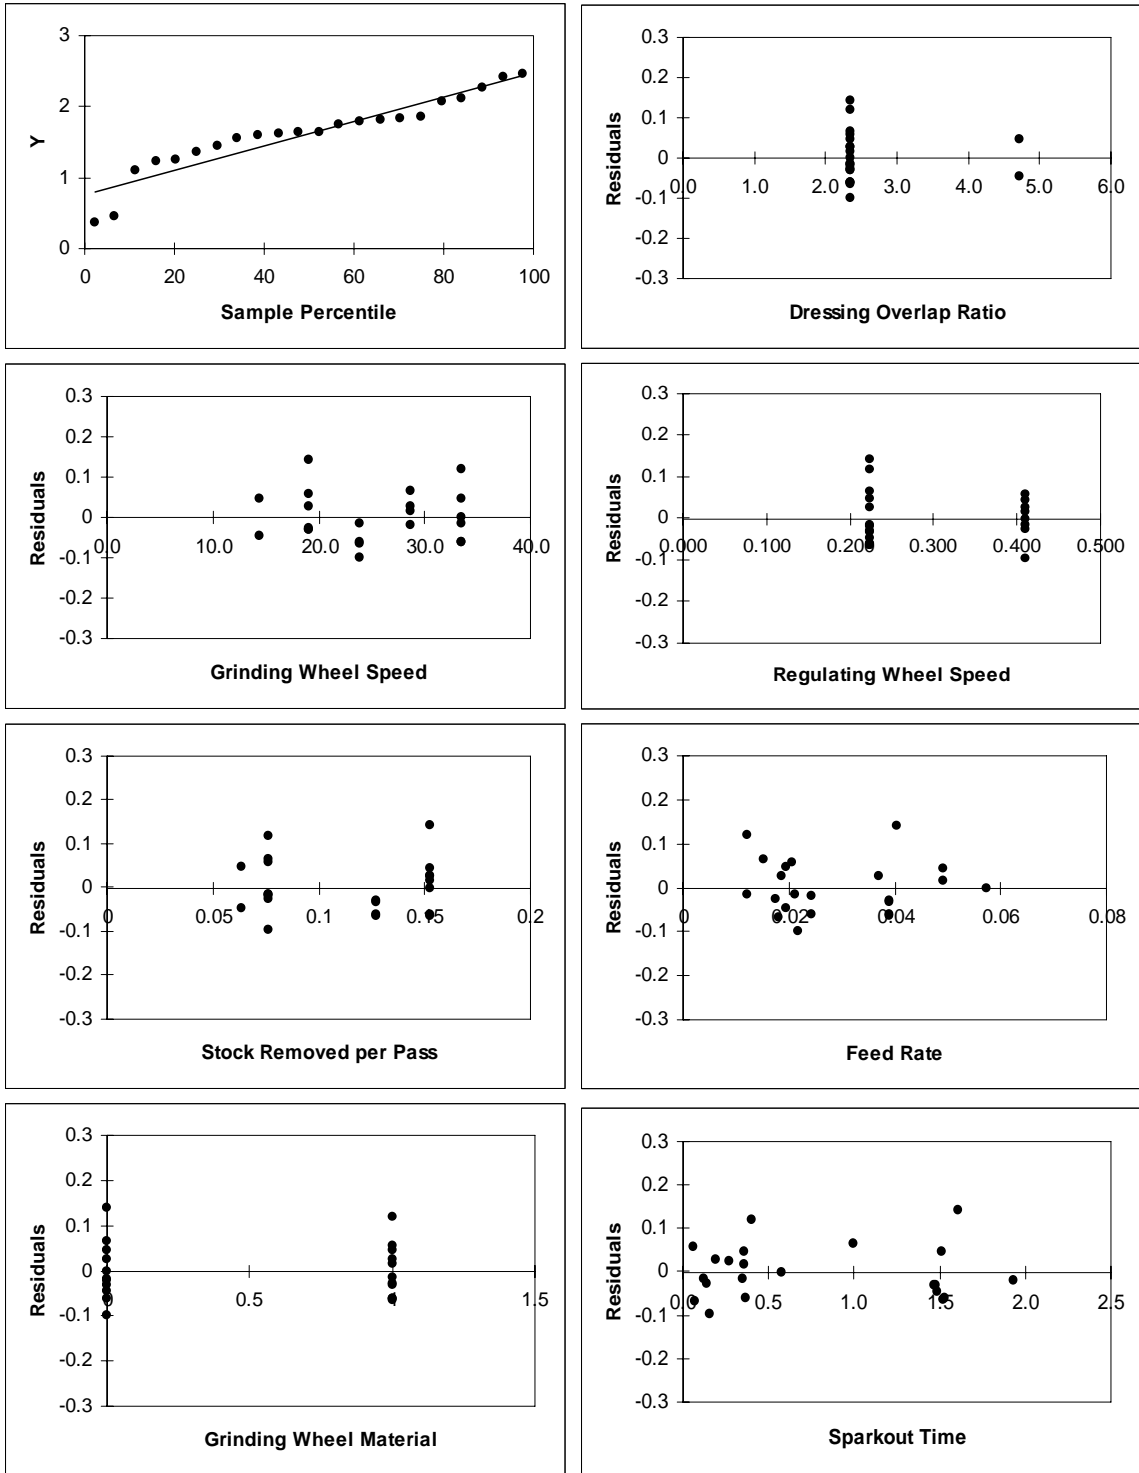 3
2
1
0
Y
0 20 40 60 80 100
Sample Percentile
0.3
0.2
0.1
0
-0.1
-0.2
-0.3
Residuals
0.0 1.0 2.0 3.0 4.0 5.0 6.0
Dressing Overlap Ratio
0.3
0.2
0.1
0
-0.1
-0.2
-0.3
Residuals
0.0 10.0 20.0 30.0 40.0
Grinding Wheel Speed
0.3
0.2
0.1
0
-0.1
-0.2
-0.3
Residuals
0.000 0.100 0.200 0.300 0.400 0.500
Regulating Wheel Speed
0.3
0.2
0.1
0
-0.1
-0.2
-0.3
Residuals
0 0.05 0.1 0.15 0.2
Stock Removed per Pass
0.3
0.2
0.1
0
-0.1
-0.2
-0.3
Residuals
0 0.02 0.04 0.06 0.08
Feed Rate
0.3
0.2
0.1
0
-0.1
-0.2
-0.3
Residuals
0 0.5 1 1.5
Grinding Wheel Material
0.3
0.2
0.1
0
-0.1
-0.2
-0.3
Residuals
0.0 0.5 1.0 1.5 2.0 2.5
Sparkout Time